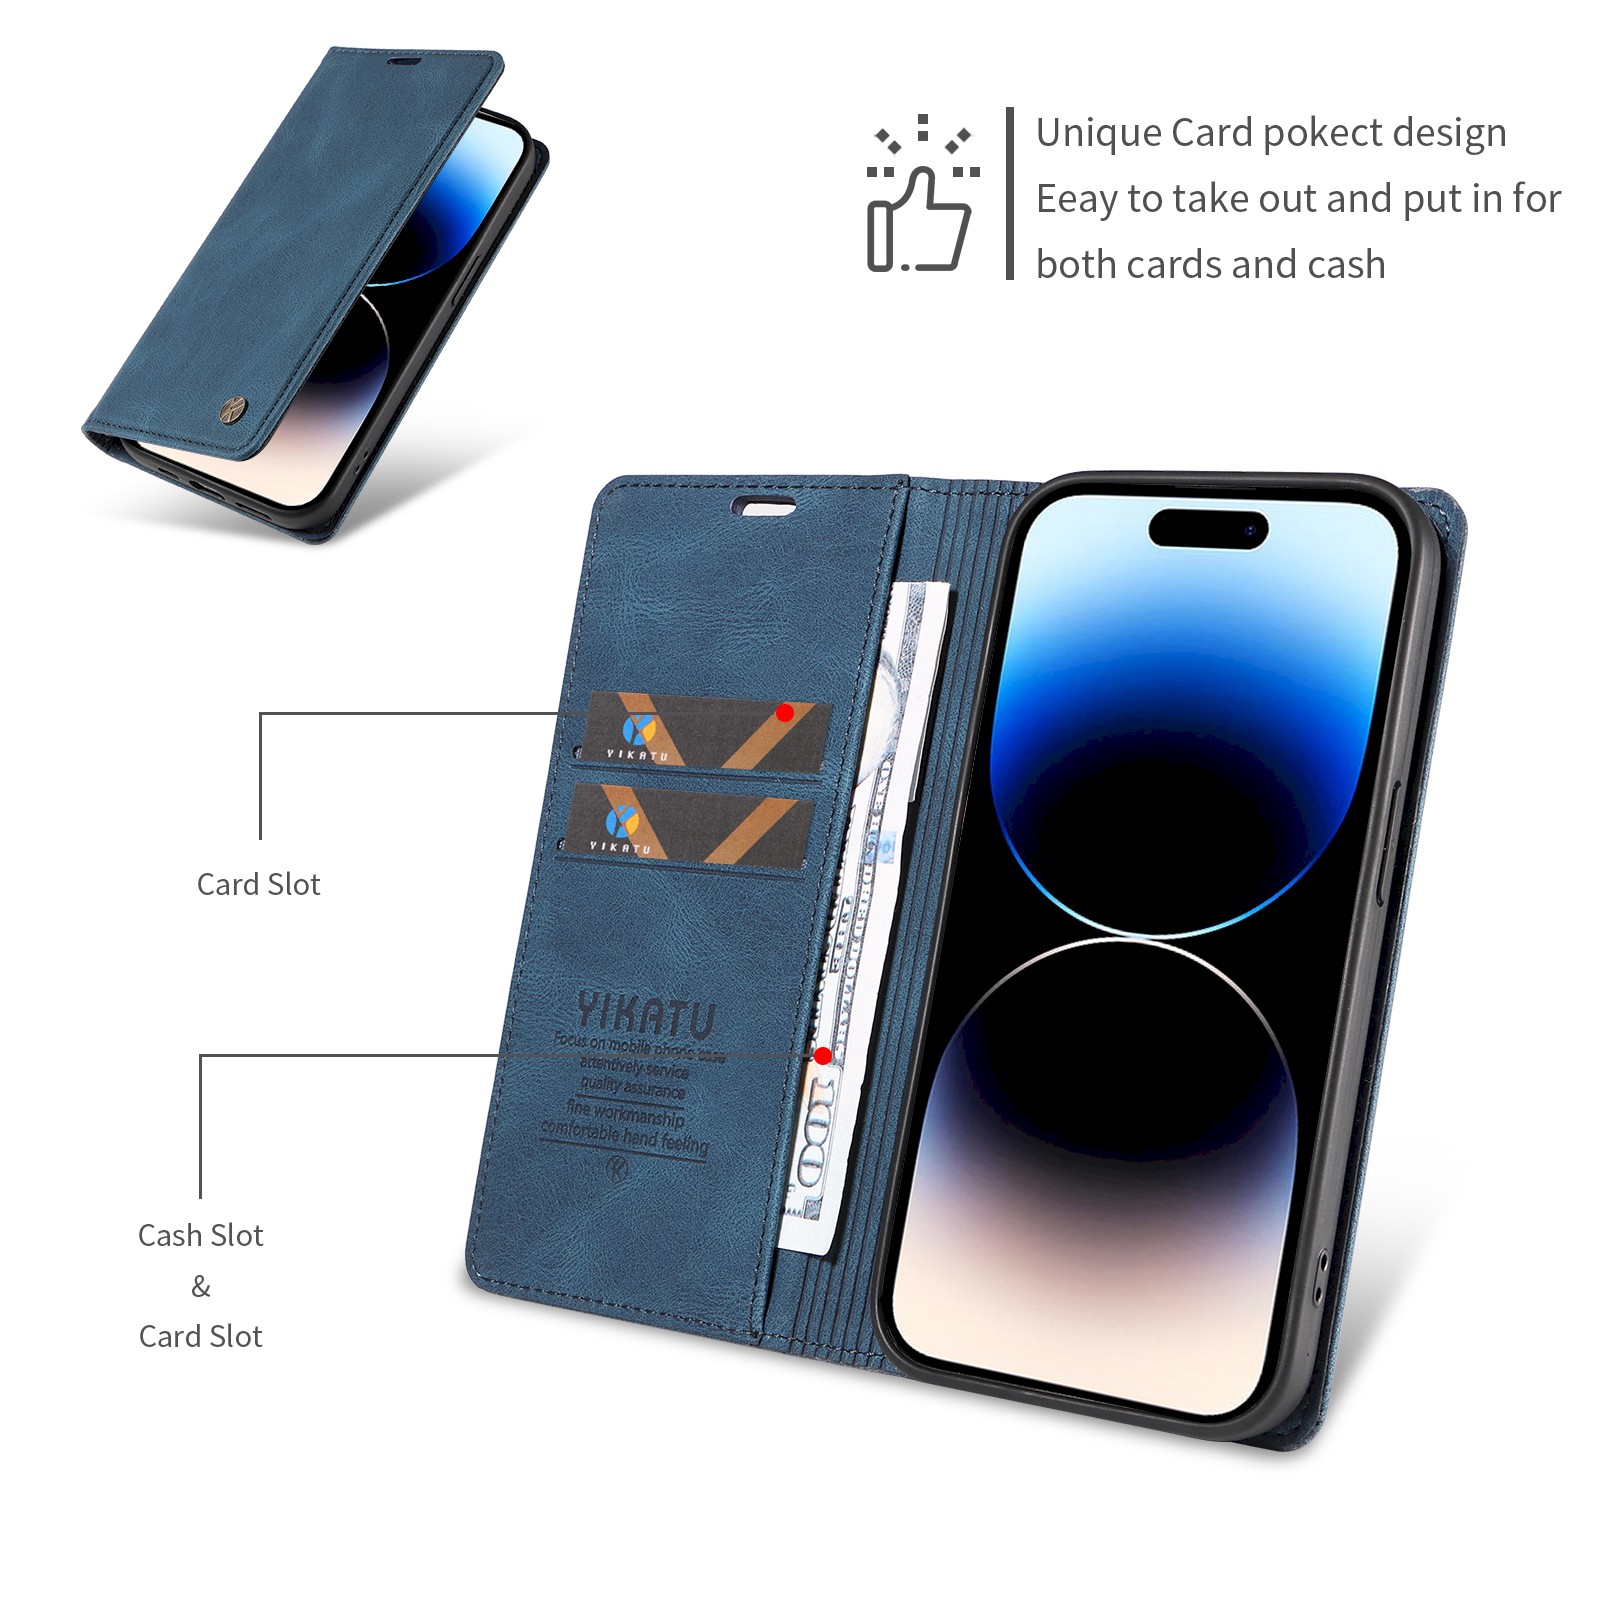 Unique Card pokect design
Eeay to take out and put in for
both cards and cash
YIKATU
YIKATU
Card Slot
YIKATU
Focus on mobile phone case
attentively service
quality assurance
fine workmanship
comfortable hand feeling
100
Cash Slot
&
Card Slot